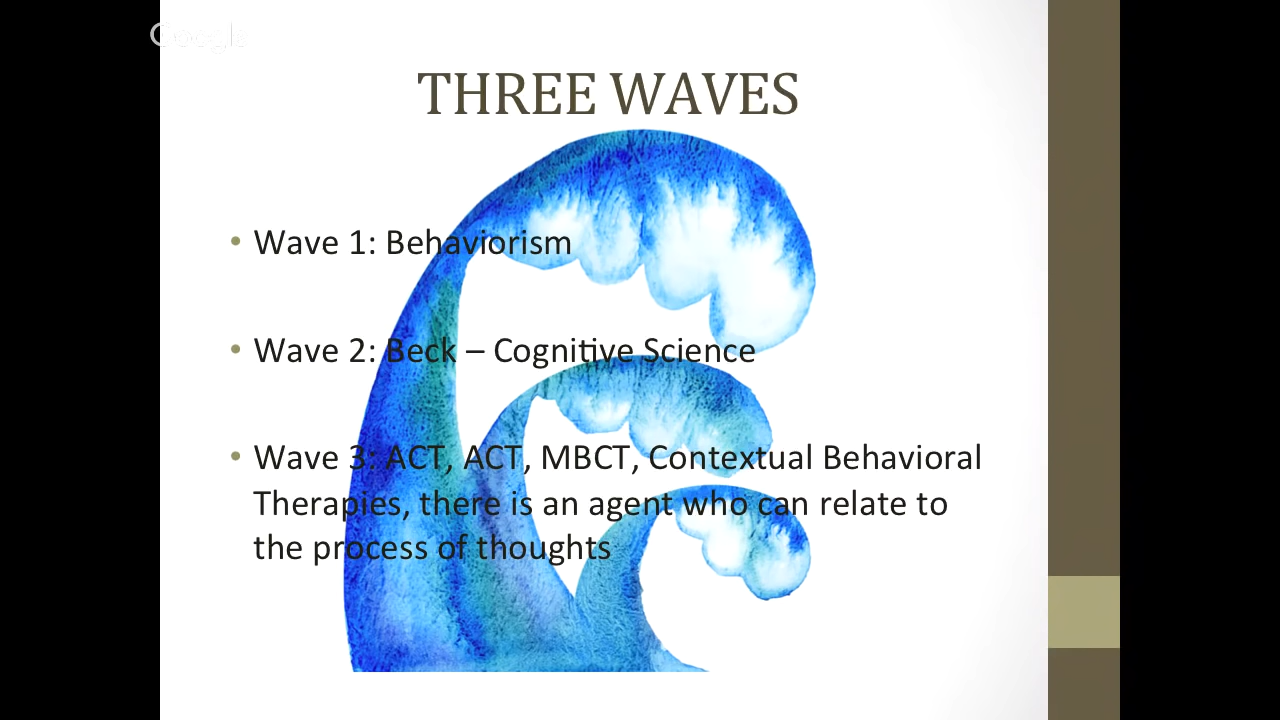 Google
THREE WAVES
• Wave 1: Behaviorism
• Wave 2: Beck – Cognitive Science
• Wave 3: ACT, ACT, MBCT, Contextual Behavioral
Therapies, there is an agent who can relate to
the process of thoughts